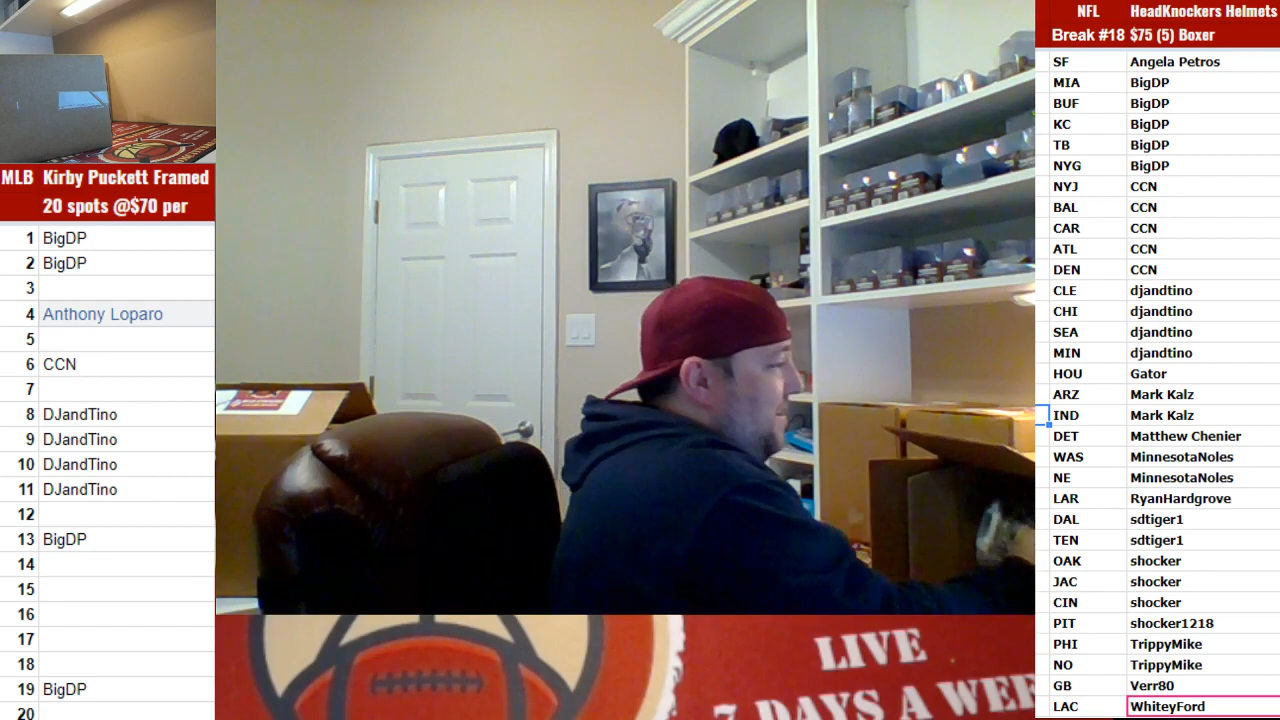 MLB Kirby Puckett Framed
20 spots @$70 per
1 BigDP
2 BigDP
3
4 Anthony Loparo
5
6 CCN
7
8 DJandTino
9 DJandTino
10 DJandTino
11 DJandTino
12
13 BigDP
14
15
16
17
18
19 BigDP
20
LIVE
7 DAYS A WEE
NFL HeadKnockers Helmets
Break #18 $75 (5) Boxer
SF Angela Petros
MIA BigDP
BUF BigDP
KC BigDP
TB BigDP
NYG BigDP
NYJ CCN
BAL CCN
CAR CCN
ATL CCN
DEN CCN
CLE djandtino
CHI djandtino
SEA djandtino
MIN djandtino
HOU Gator
ARZ Mark Kalz
IND Mark Kalz
DET Matthew Chenier
WAS MinnesotaNoles
NE MinnesotaNoles
LAR RyanHardgrove
DAL sdtiger1
TEN sdtiger1
OAK shocker
JAC shocker
CIN shocker
PIT shocker1218
PHI TrippyMike
NO TrippyMike
GB Verr80
LAC WhiteyFord